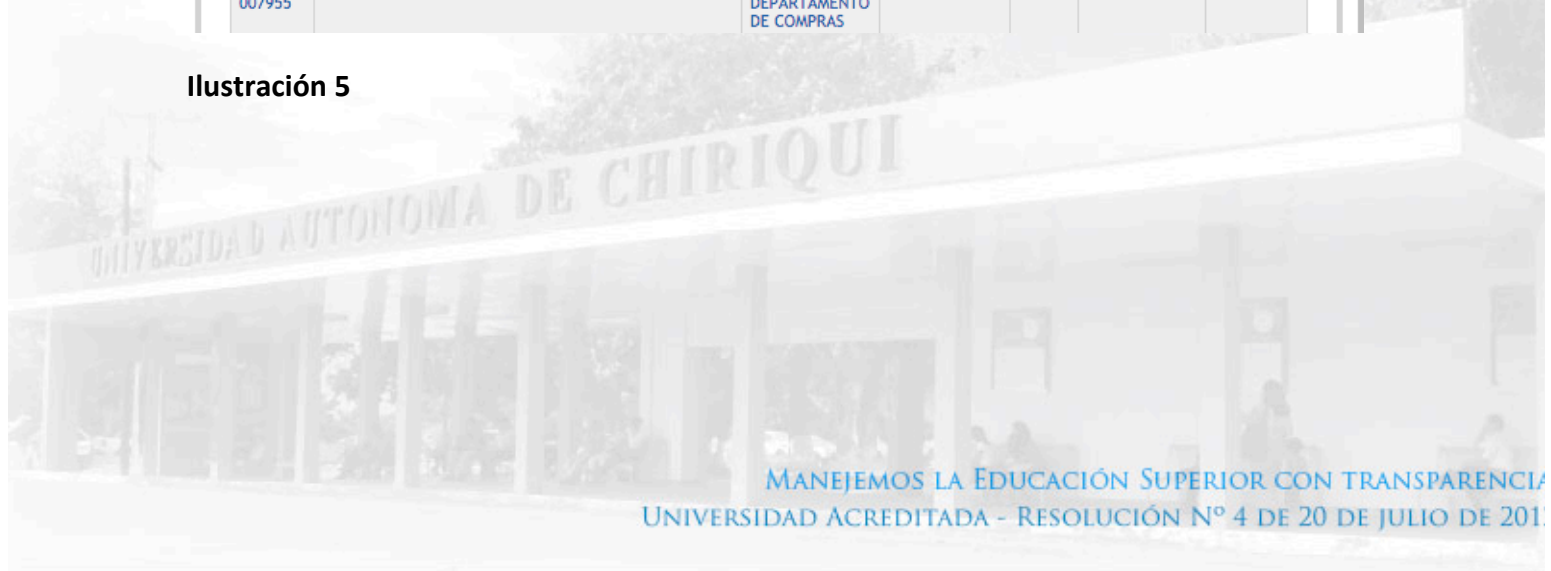 007955
DEPARTAMENTO
DE COMPRAS
Ilustración 5
UNIVERSIDAD AUTONOMA DE CHIRIQUI
MANEJEMOS LA EDUCACIÓN SUPERIOR CON TRANSPARENCIA
UNIVERSIDAD ACREDITADA - RESOLUCIÓN Nº 4 DE 20 DE JULIO DE